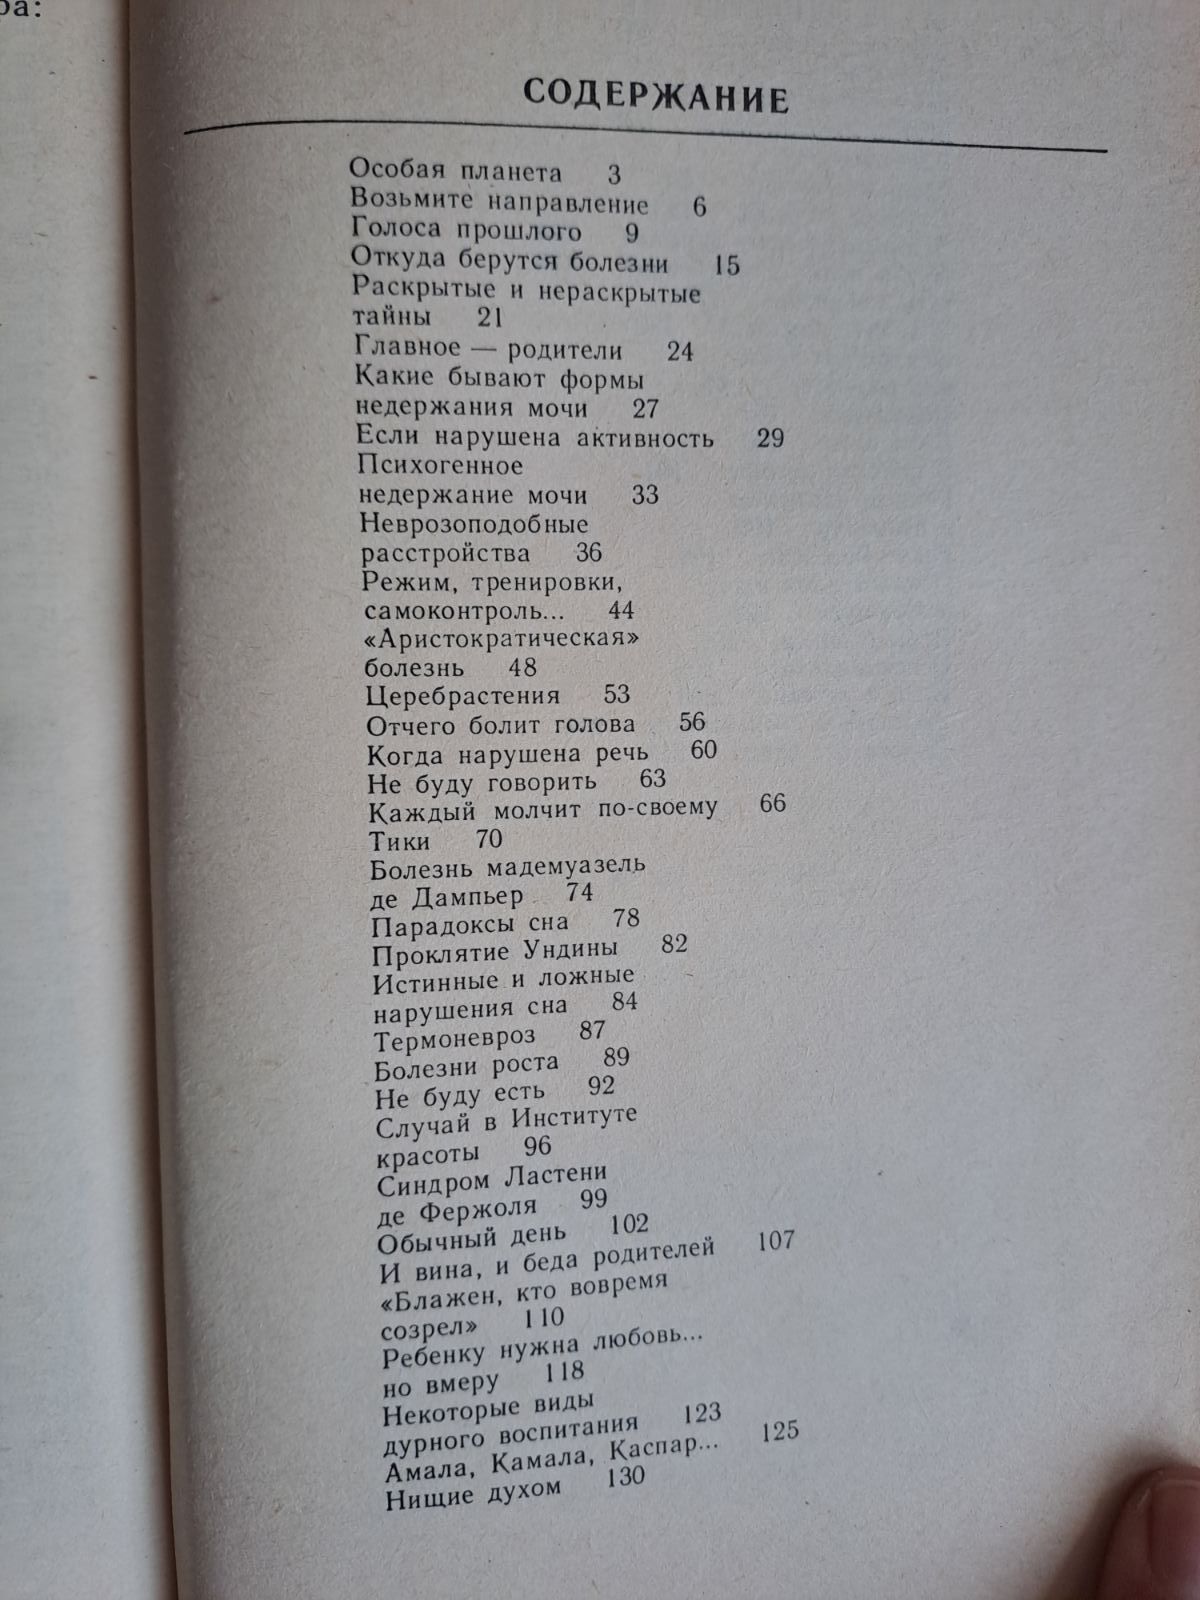 ра:
СОДЕРЖАНИЕ
Особая планета 3
Возьмите направление 6
Голоса прошлого 9
Откуда берутся болезни 15
Раскрытые и нераскрытые
тайны 21
Главное — родители 24
Какие бывают формы
недержания мочи 27
Если нарушена активность 29
Психогенное
недержание мочи 33
Неврозоподобные
расстройства 36
Режим, тренировки,
самоконтроль... 44
«Аристократическая»
болезнь 48
Церебрастения 53
Отчего болит голова 56
Когда нарушена речь 60
Не буду говорить 63
Каждый молчит по-своему 66
Тики 70
Болезнь мадемуазель
де Дампьер 74
Парадоксы сна 78
Проклятие Ундины 82
Истинные и ложные
нарушения сна 84
Термоневроз 87
Болезни роста 89
Не буду есть 92
Случай в Институте
красоты 96
Синдром Ластени
де Фержоля 99
Обычный день 102
И вина, и беда родителей 107
«Блажен, кто вовремя
созрел» 110
Ребенку нужна любовь...
но вмеру 118
Некоторые виды
дурного воспитания 123
Амала, Камала, Каспар... 125
Нищие духом 130